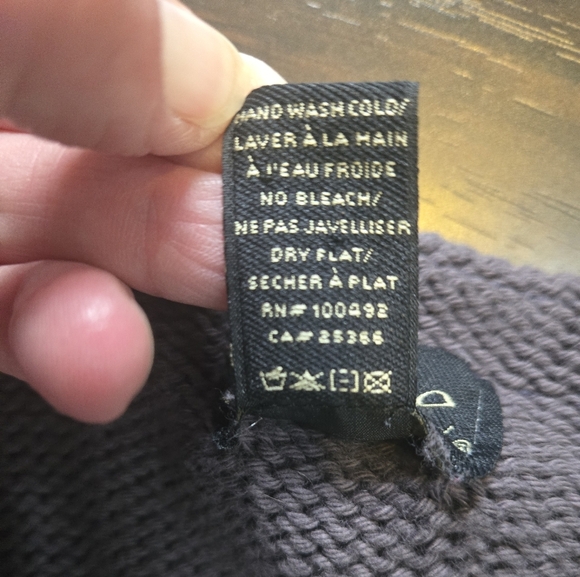 HAND WASH COLD/
LAVER À LA MAIN
À l'EAU FROIDE
NO BLEACH/
NE PAS JAVELLISER
DRY FLAT/
SECHER À PLAT
RN# 100492
CA# 25366